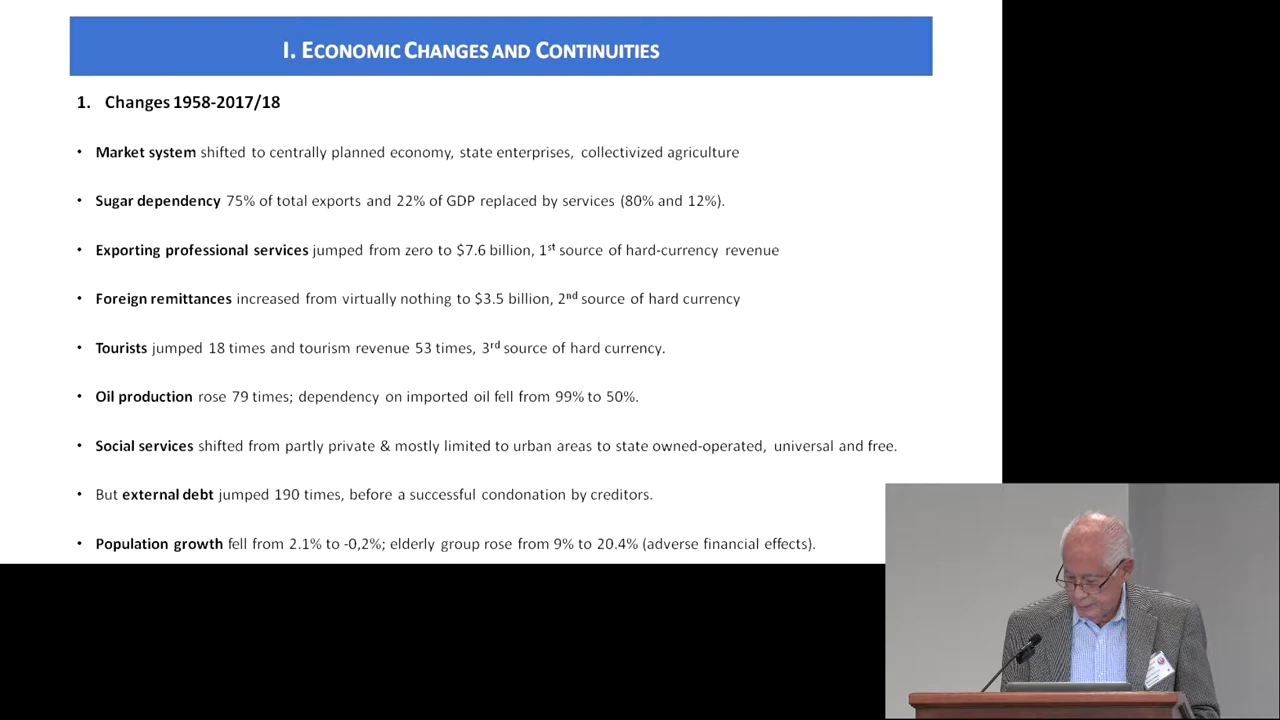 I. ECONOMIC CHANGES AND CONTINUITIES
1. Changes 1958-2017/18
• Market system shifted to centrally planned economy, state enterprises, collectivized agriculture
• Sugar dependency 75% of total exports and 22% of GDP replaced by services (80% and 12%).
• Exporting professional services jumped from zero to $7.6 billion, 1st source of hard-currency revenue
• Foreign remittances increased from virtually nothing to $3.5 billion, 2nd source of hard currency
• Tourists jumped 18 times and tourism revenue 53 times, 3rd source of hard currency.
• Oil production rose 79 times; dependency on imported oil fell from 99% to 50%.
• Social services shifted from partly private & mostly limited to urban areas to state owned-operated, universal and free.
• But external debt jumped 190 times, before a successful condonation by creditors.
• Population growth fell from 2.1% to -0,2%; elderly group rose from 9% to 20.4% (adverse financial effects).